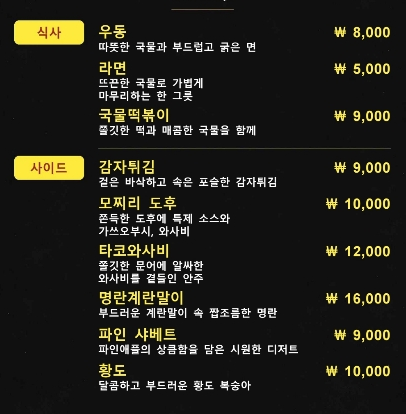 식사
우동 ₩ 8,000
따뜻한 국물과 부드럽고 굵은 면
라면 ₩ 5,000
뜨끈한 국물로 가볍게
마무리하는 한 그릇
국물떡볶이 ₩ 9,000
쫄깃한 떡과 매콤한 국물을 함께
사이드
감자튀김 ₩ 9,000
겉은 바삭하고 속은 포슬한 감자튀김
모찌리 도후 ₩ 10,000
쫀득한 도후에 특제 소스와
가쓰오부시, 와사비
타코와사비 ₩ 12,000
쫄깃한 문어에 알싸한
와사비를 곁들인 안주
명란계란말이 ₩ 16,000
부드러운 계란말이 속 짭조름한 명란
파인 샤베트 ₩ 9,000
파인애플의 상큼함을 담은 시원한 디저트
황도 ₩ 10,000
달콤하고 부드러운 황도 복숭아